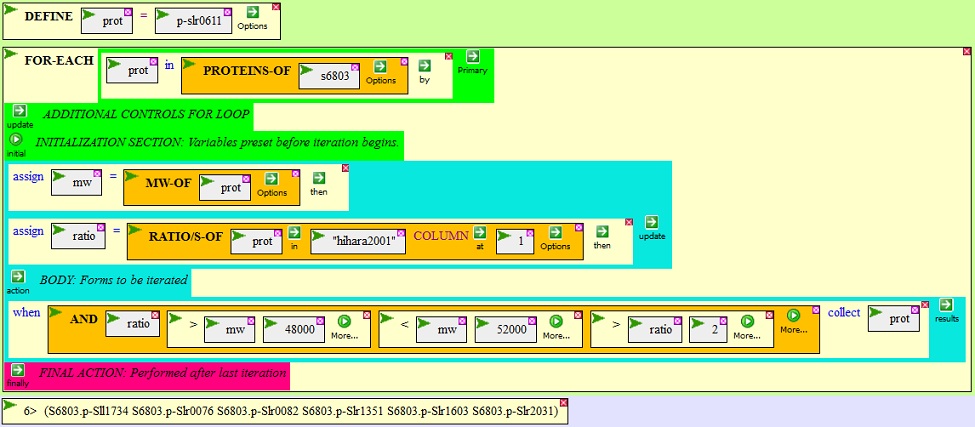 DEFINE prot = p-slr0611 Options
FOR-EACH prot in PROTEINS-OF s6803 Options by Primary
update ADDITIONAL CONTROLS FOR LOOP
initial INITIALIZATION SECTION: Variables preset before iteration begins.
assign mw = MW-OF prot Options then
assign ratio = RATIO/S-OF prot in "hihara2001" COLUMN at 1 Options then update
action BODY: Forms to be iterated
when AND ratio > mw 48000 More... < mw 52000 More... > ratio 2 More... More... collect prot results
finally FINAL ACTION: Performed after last iteration
6> (S6803.p-Sll1734 S6803.p-Slr0076 S6803.p-Slr0082 S6803.p-Slr1351 S6803.p-Slr1603 S6803.p-Slr2031)